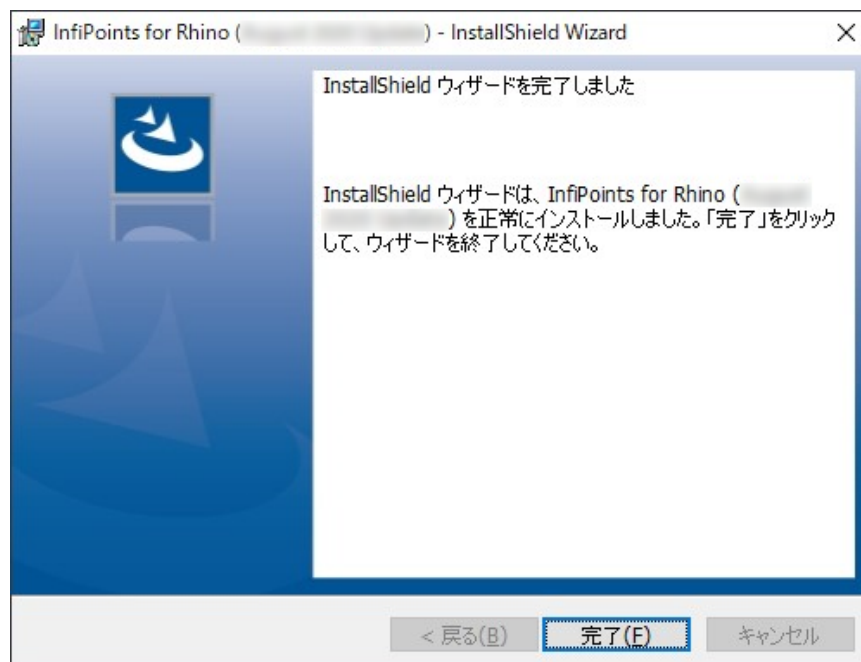 InfiPoints for Rhino ( ) - InstallShield Wizard
InstallShield ウィザードを完了しました
InstallShield ウィザードは、InfiPoints for Rhino (
) を正常にインストールしました。「完了」をクリック
して、ウィザードを終了してください。
< 戻る(B) 完了(F) キャンセル